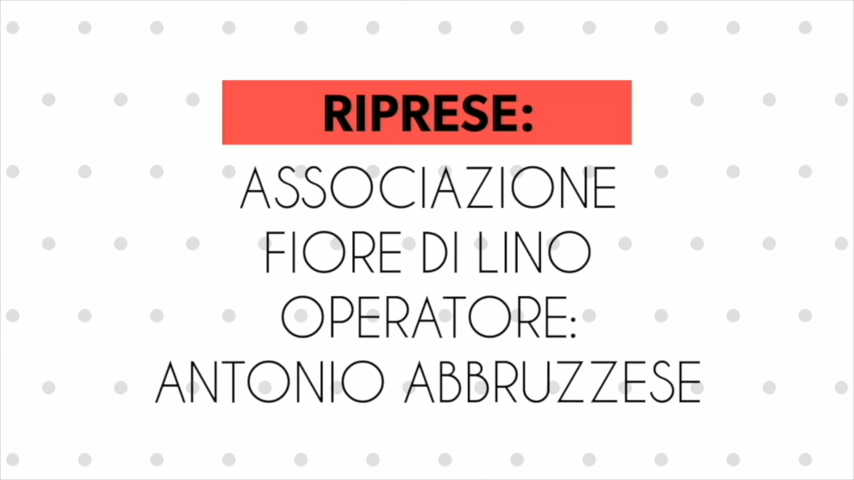 RIPRESE:
ASSOCIAZIONE
FIORE DI LINO
OPERATORE:
ANTONIO ABBRUZZESE